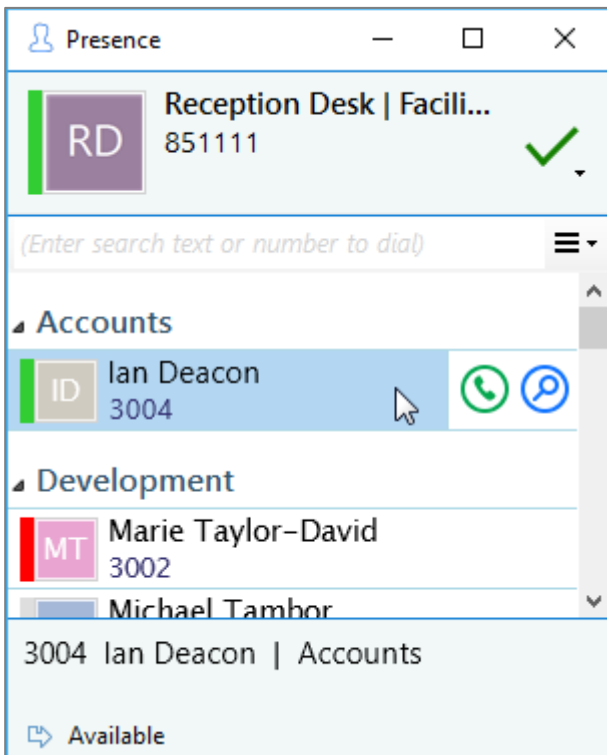 Presence
RD
Reception Desk | Facili...
851111
(Enter search text or number to dial)
Accounts
ID
Ian Deacon
3004
Development
MT
Marie Taylor-David
3002
Michael Tambor
3004 Ian Deacon | Accounts
Available